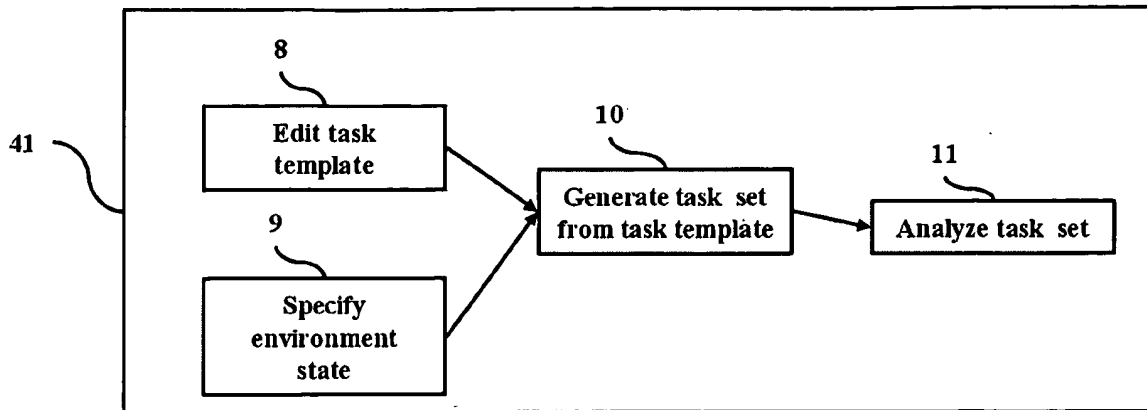 8
Edit task
template
41
9
Specify
environment
state
10
Generate task set
from task template
11
Analyze task set